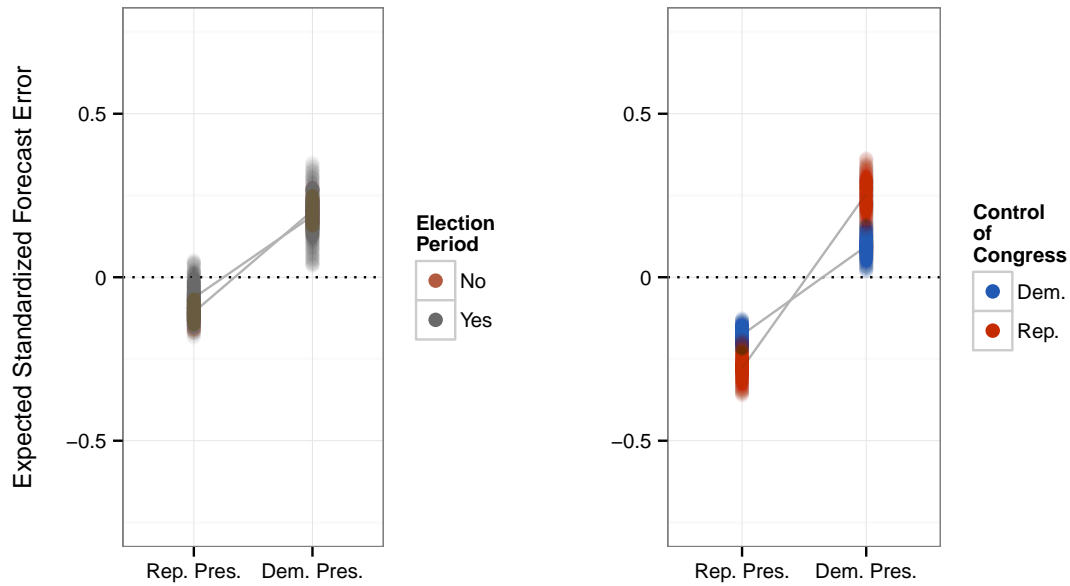 Expected Standardized Forecast Error
0.5
0
−0.5
Rep. Pres.
Dem. Pres.
Election
Period
No
Yes
0.5
0
−0.5
Rep. Pres.
Dem. Pres.
Control
of
Congress
Dem.
Rep.